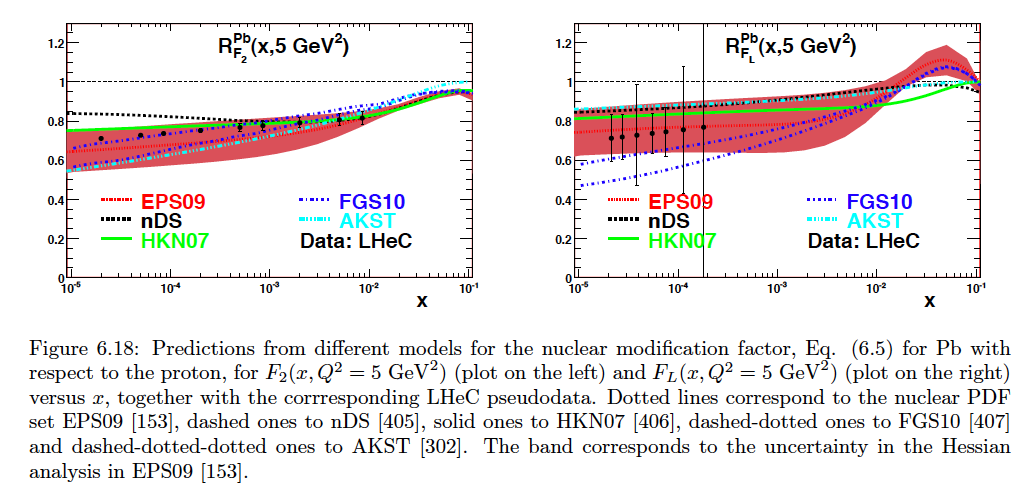 R_{F_2}^{Pb}(x,5 GeV^2)
1.2
1
0.8
0.6
0.4
0.2
0
EPS09
nDS
HKN07
FGS10
AKST
Data: LHeC
10^-5
10^-4
10^-3
10^-2
10^-1
x
R_{F_L}^{Pb}(x,5 GeV^2)
1.2
1
0.8
0.6
0.4
0.2
0
EPS09
nDS
HKN07
FGS10
AKST
Data: LHeC
10^-5
10^-4
10^-3
10^-2
10^-1
x
Figure 6.18: Predictions from different models for the nuclear modification factor, Eq. (6.5) for Pb with
respect to the proton, for F_2(x, Q^2 = 5 GeV^2) (plot on the left) and F_L(x, Q^2 = 5 GeV^2) (plot on the right)
versus x, together with the corrresponding LHeC pseudodata. Dotted lines correspond to the nuclear PDF
set EPS09 [153], dashed ones to nDS [405], solid ones to HKN07 [406], dashed-dotted ones to FGS10 [407]
and dashed-dotted-dotted ones to AKST [302]. The band corresponds to the uncertainty in the Hessian
analysis in EPS09 [153].